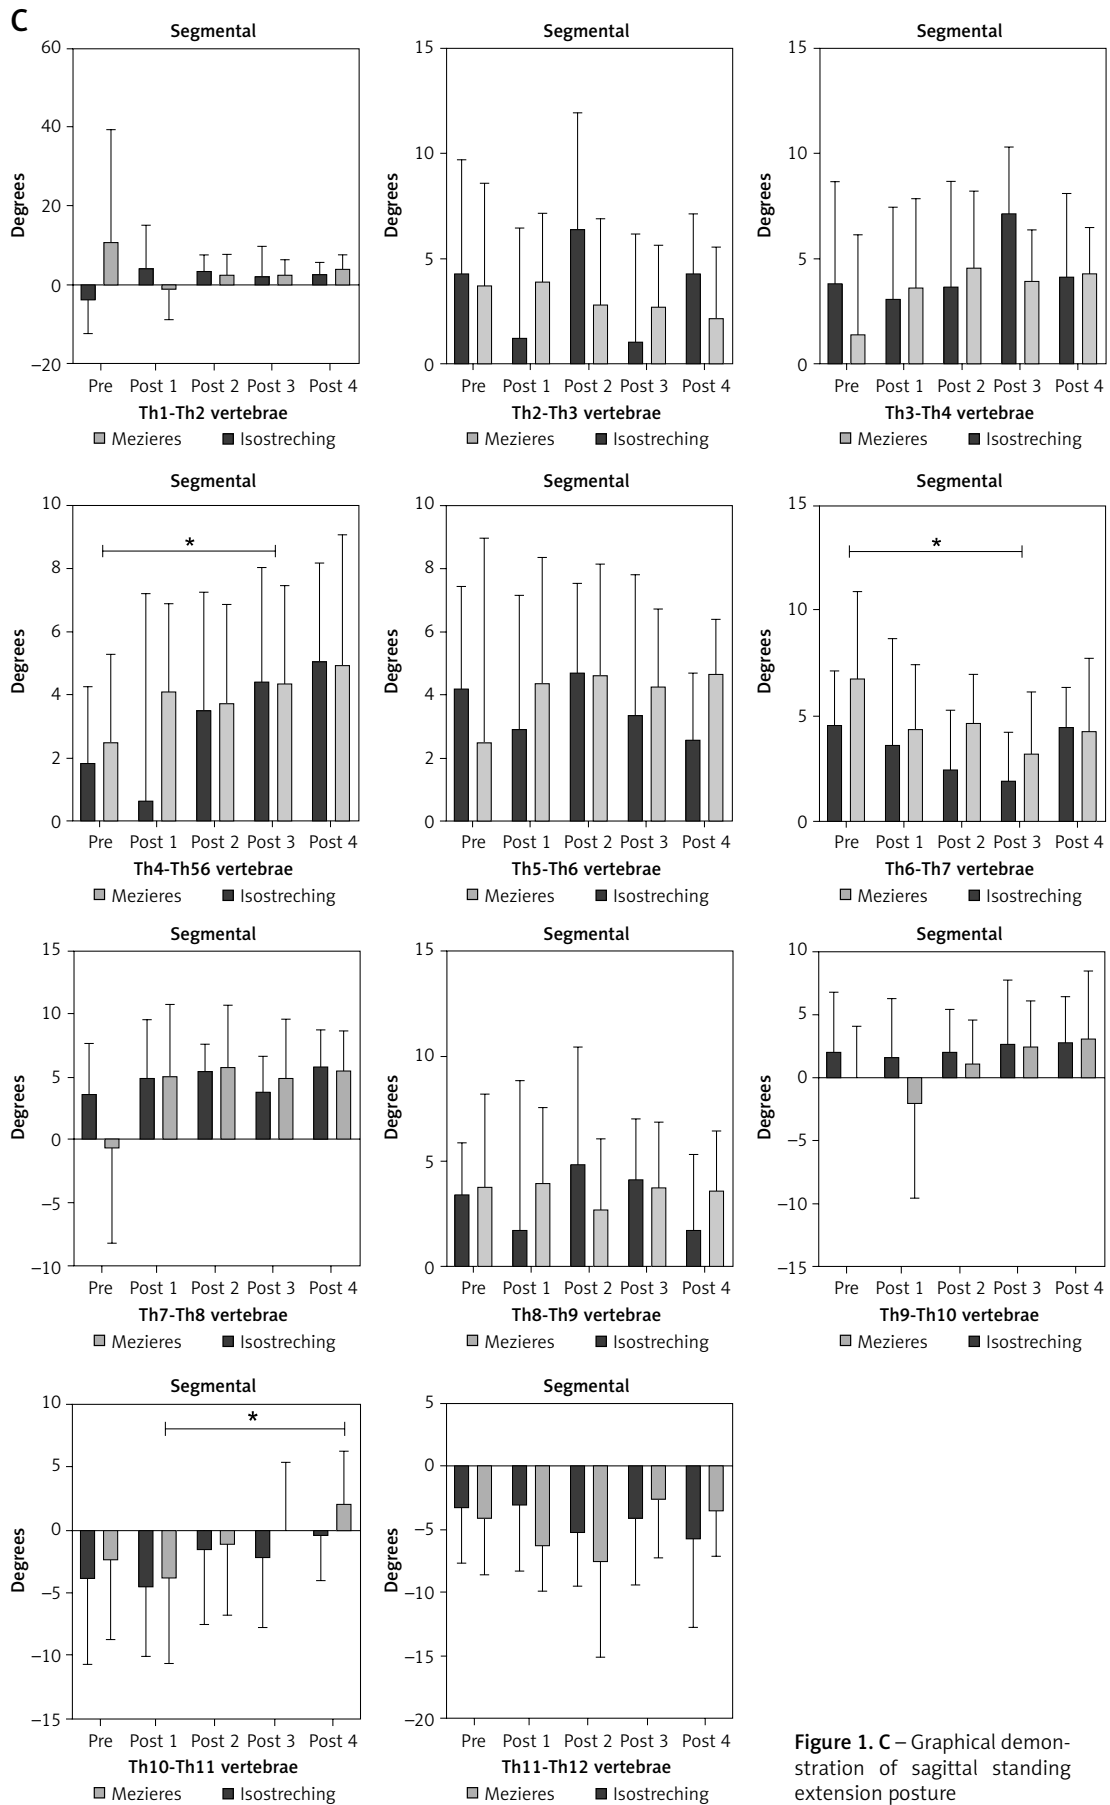 C
Segmental
60
40
20
0
−20
Degrees
Pre Post 1 Post 2 Post 3 Post 4
Th1-Th2 vertebrae
Mezieres Isostreching
Segmental
15
10
5
0
Degrees
Pre Post 1 Post 2 Post 3 Post 4
Th2-Th3 vertebrae
Mezieres Isostreching
Segmental
15
10
5
0
Degrees
Pre Post 1 Post 2 Post 3 Post 4
Th3-Th4 vertebrae
Mezieres Isostreching
Segmental
10
8
6
4
2
0
Degrees
*
Pre Post 1 Post 2 Post 3 Post 4
Th4-Th56 vertebrae
Mezieres Isostreching
Segmental
10
8
6
4
2
0
Degrees
Pre Post 1 Post 2 Post 3 Post 4
Th5-Th6 vertebrae
Mezieres Isostreching
Segmental
15
10
5
0
Degrees
*
Pre Post 1 Post 2 Post 3 Post 4
Th6-Th7 vertebrae
Mezieres Isostreching
Segmental
15
10
5
0
−5
−10
Degrees
Pre Post 1 Post 2 Post 3 Post 4
Th7-Th8 vertebrae
Mezieres Isostreching
Segmental
15
10
5
0
Degrees
Pre Post 1 Post 2 Post 3 Post 4
Th8-Th9 vertebrae
Mezieres Isostreching
Segmental
10
5
0
−5
−10
−15
Degrees
Pre Post 1 Post 2 Post 3 Post 4
Th9-Th10 vertebrae
Mezieres Isostreching
Segmental
10
5
0
−5
−10
−15
Degrees
*
Pre Post 1 Post 2 Post 3 Post 4
Th10-Th11 vertebrae
Mezieres Isostreching
Segmental
5
0
−5
−10
−15
−20
Degrees
Pre Post 1 Post 2 Post 3 Post 4
Th11-Th12 vertebrae
Mezieres Isostreching
Figure 1. C – Graphical demon-
stration of sagittal standing
extension posture